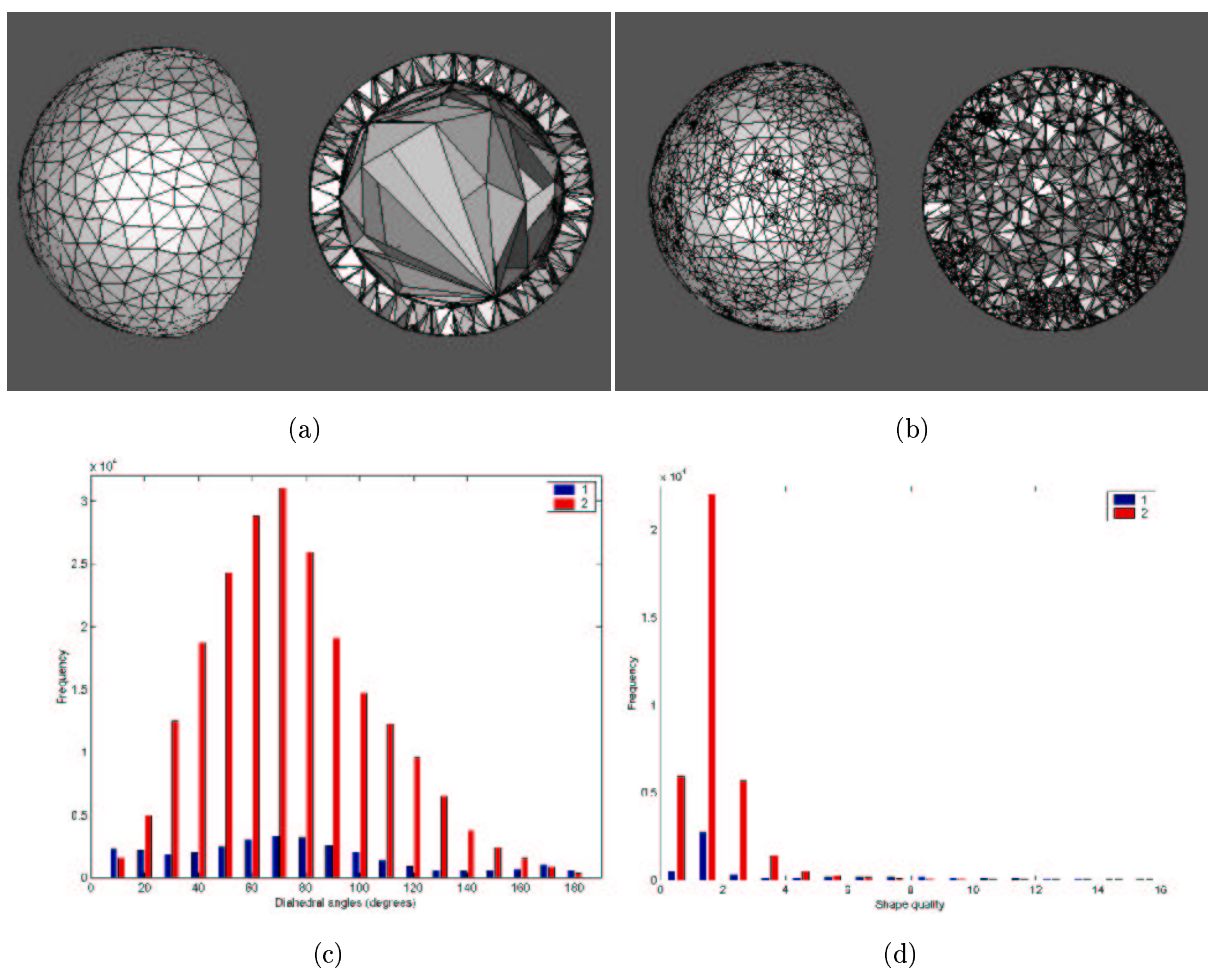 (a)
(b)
x 10^4
3
2.5
2
1.5
1
0.5
0
Frequency
0 20 40 60 80 100 120 140 160 180
Diahedral angles (degrees)
1
2
(c)
x 10^4
2
1.5
1
0.5
0
Frequency
0 2 4 6 8 10 12 14 16
Shape quality
1
2
(d)